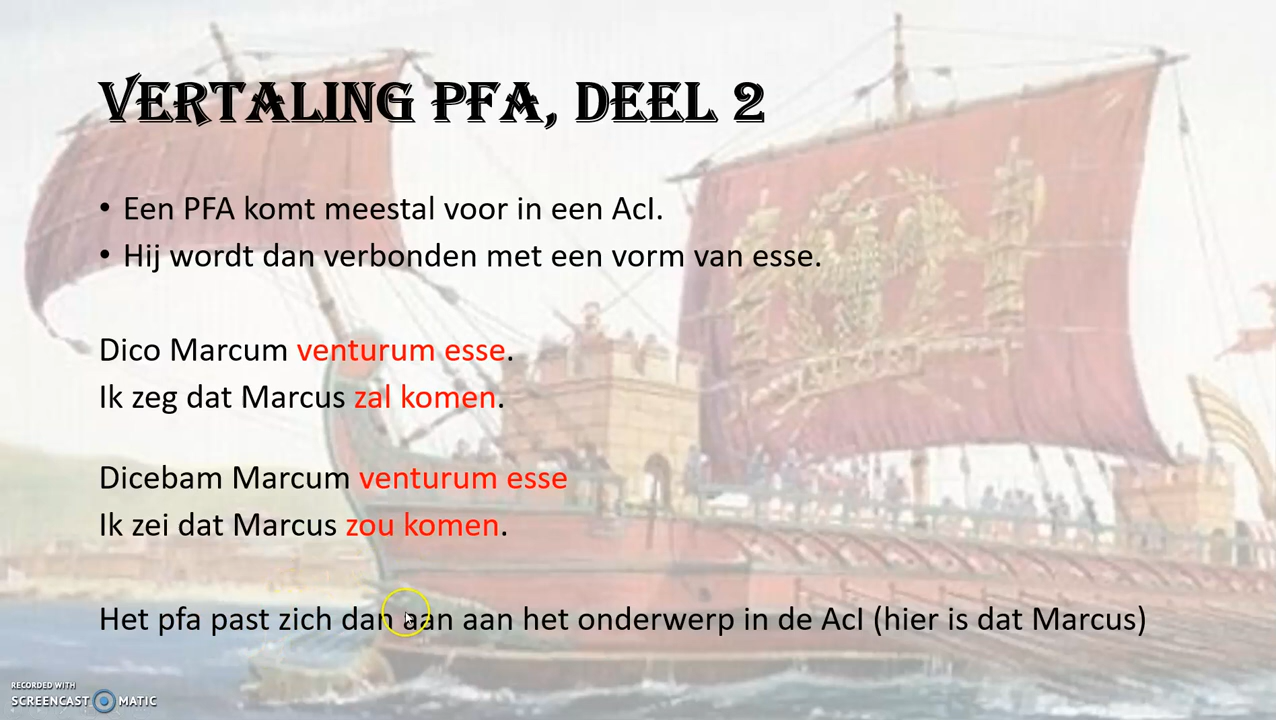 VERTALING PFA, DEEL 2
• Een PFA komt meestal voor in een AcI.
• Hij wordt dan verbonden met een vorm van esse.
Dico Marcum venturum esse.
Ik zeg dat Marcus zal komen.
Dicebam Marcum venturum esse
Ik zei dat Marcus zou komen.
Het pfa past zich dan aan aan het onderwerp in de AcI (hier is dat Marcus)
RECORDED WITH
SCREENCAST MATIC